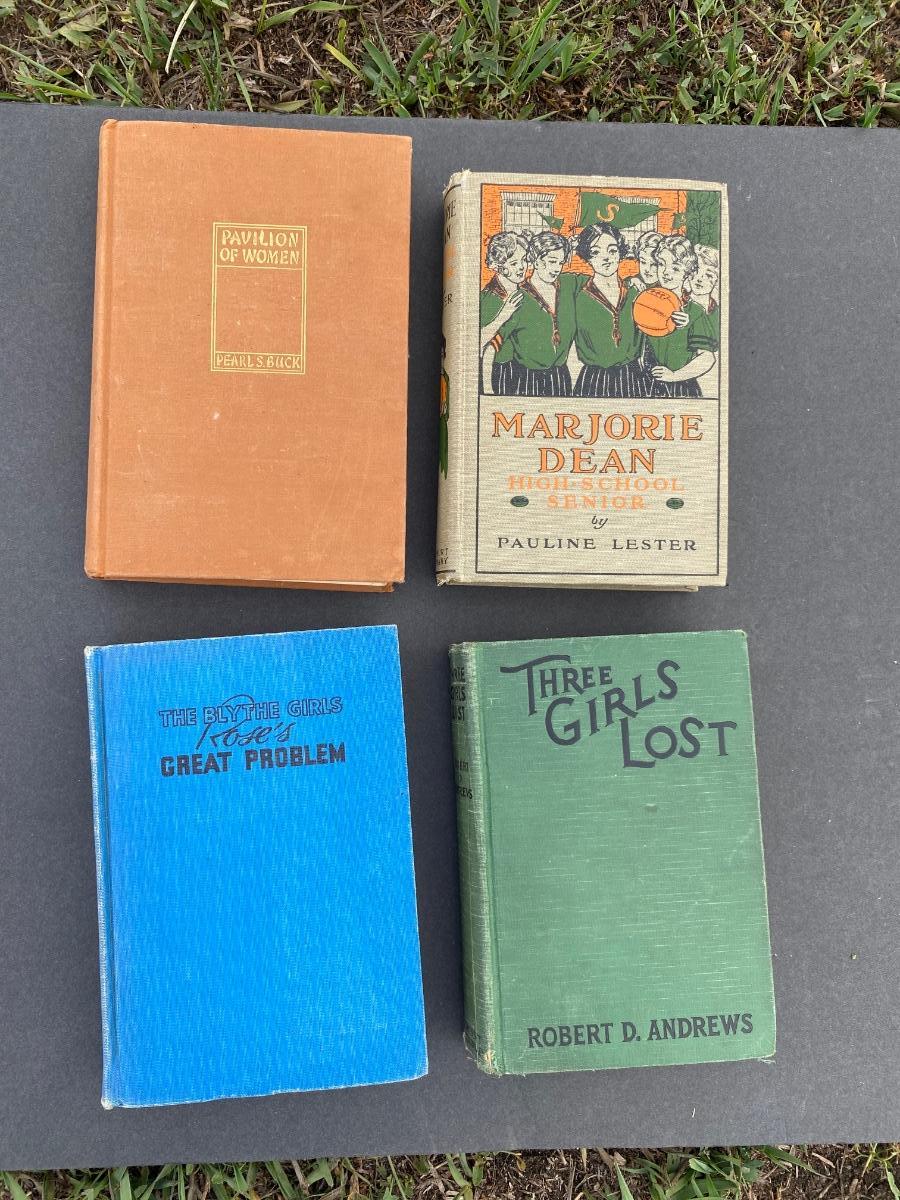 PAVILION
OF WOMEN
PEARL S. BUCK
S
MARJORIE
DEAN
HIGH-SCHOOL
SENIOR
by
PAULINE LESTER
THE BLYTHE GIRLS
Rose's
GREAT PROBLEM
THREE
GIRLS
LOST
ROBERT D. ANDREWS